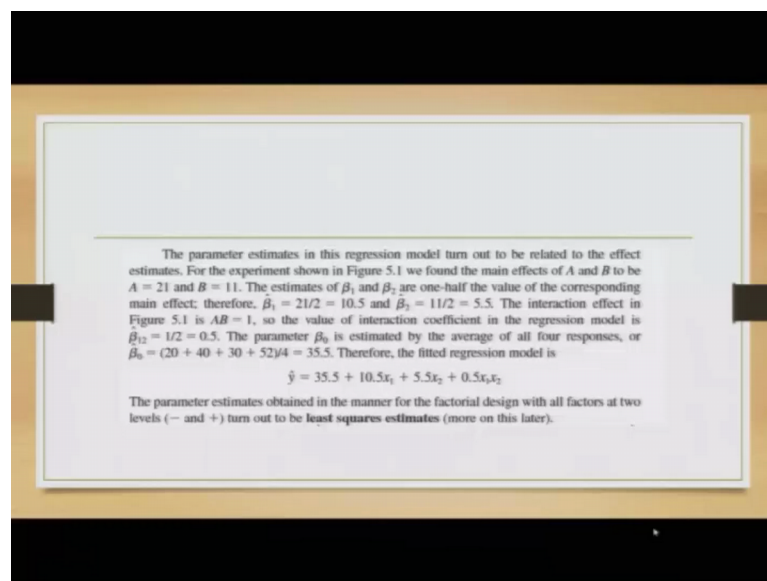 The parameter estimates in this regression model turn out to be related to the effect
estimates. For the experiment shown in Figure 5.1 we found the main effects of A and B to be
A = 21 and B = 11. The estimates of β₁ and β₂ are one-half the value of the corresponding
main effect; therefore, β̂₁ = 21/2 = 10.5 and β̂₂ = 11/2 = 5.5. The interaction effect in
Figure 5.1 is AB = 1, so the value of interaction coefficient in the regression model is
β̂₁₂ = 1/2 = 0.5. The parameter β₀ is estimated by the average of all four responses, or
β̂₀ = (20 + 40 + 30 + 52)/4 = 35.5. Therefore, the fitted regression model is
ŷ = 35.5 + 10.5x₁ + 5.5x₂ + 0.5x₁x₂
The parameter estimates obtained in the manner for the factorial design with all factors at two
levels (− and +) turn out to be least squares estimates (more on this later).